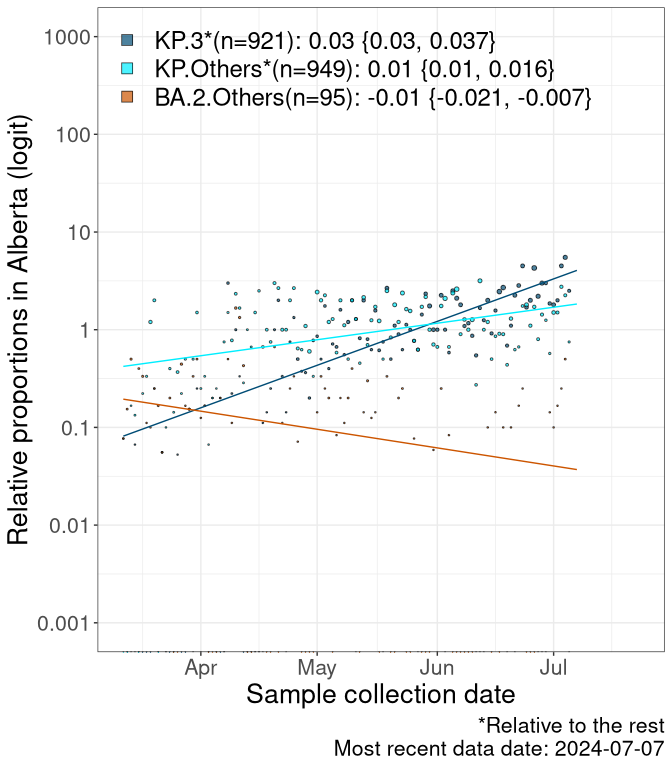 KP.3*(n=921): 0.03 {0.03, 0.037}
KP.Others*(n=949): 0.01 {0.01, 0.016}
BA.2.Others(n=95): -0.01 {-0.021, -0.007}
Relative proportions in Alberta (logit)
1000
100
10
1
0.1
0.01
0.001
Apr May Jun Jul
Sample collection date
*Relative to the rest
Most recent data date: 2024-07-07